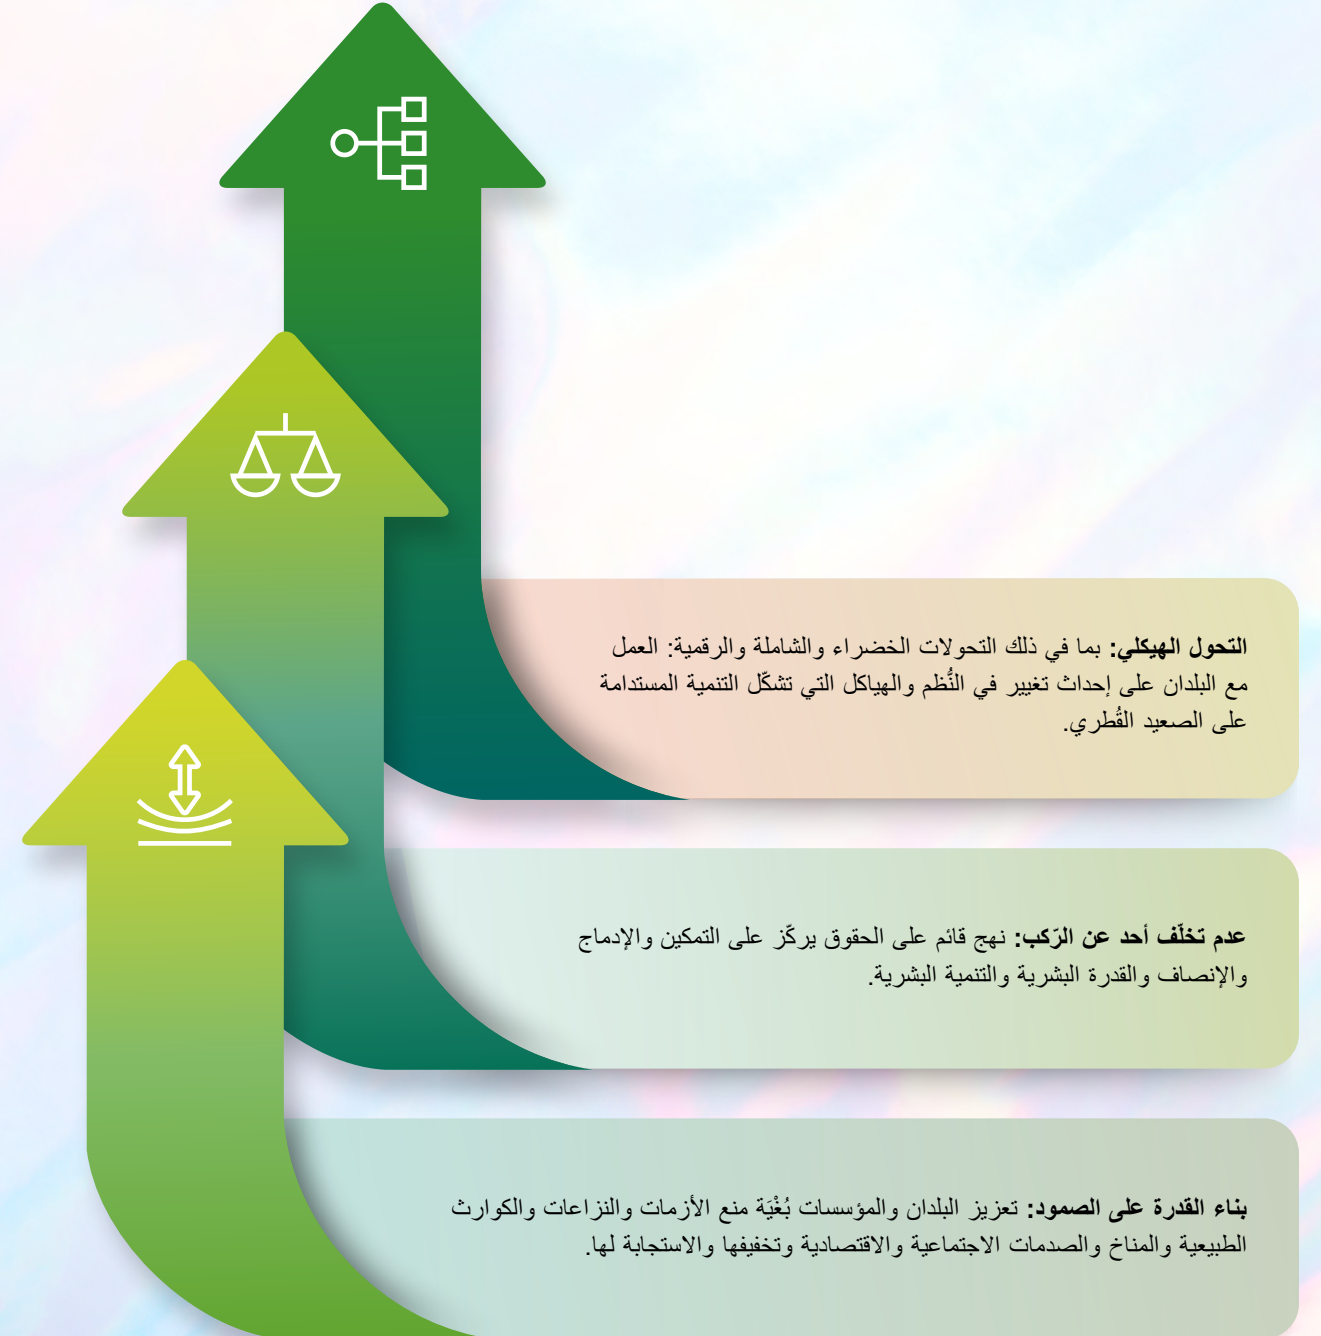 التحول الهيكلي: بما في ذلك التحولات الخضراء والشاملة والرقمية: العمل
مع البلدان على إحداث تغيير في النُّظم والهياكل التي تشكّل التنمية المستدامة
على الصعيد القُطري.
عدم تخلّف أحد عن الرّكب: نهج قائم على الحقوق يركّز على التمكين والإدماج
والإنصاف والقدرة البشرية والتنمية البشرية.
بناء القدرة على الصمود: تعزيز البلدان والمؤسسات بُغْيَة منع الأزمات والنزاعات والكوارث
الطبيعية والمناخ والصدمات الاجتماعية والاقتصادية وتخفيفها والاستجابة لها.